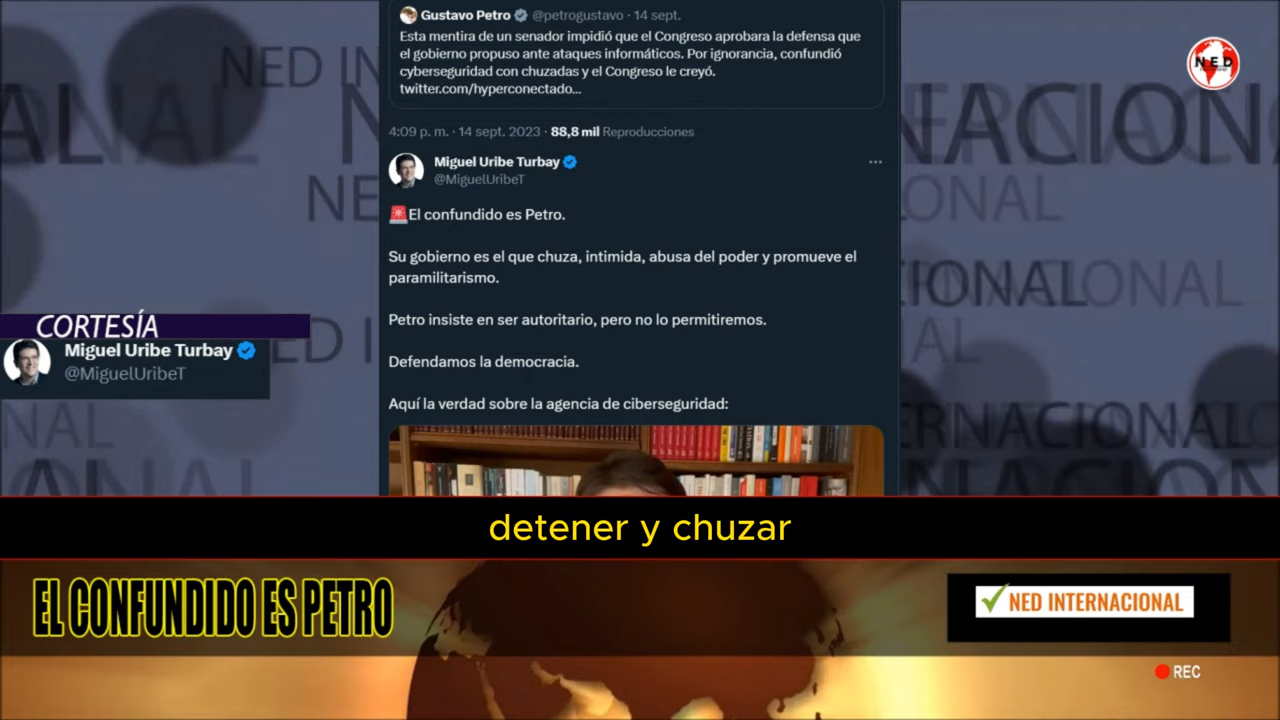 Gustavo Petro @petrogustavo · 14 sept.
Esta mentira de un senador impidió que el Congreso aprobara la defensa que
el gobierno propuso ante ataques informáticos. Por ignorancia, confundió
cyberseguridad con chuzadas y el Congreso le creyó.
twitter.com/hyperconectado...
4:09 p. m. · 14 sept. 2023 · 88,8 mil Reproducciones
Miguel Uribe Turbay
@MiguelUribeT
El confundido es Petro.
Su gobierno es el que chuza, intimida, abusa del poder y promueve el
paramilitarismo.
Petro insiste en ser autoritario, pero no lo permitiremos.
Defendamos la democracia.
Aquí la verdad sobre la agencia de ciberseguridad:
NED
CORTESÍA
Miguel Uribe Turbay
@MiguelUribeT
detener y chuzar
EL CONFUNDIDO ES PETRO
NED INTERNACIONAL
REC